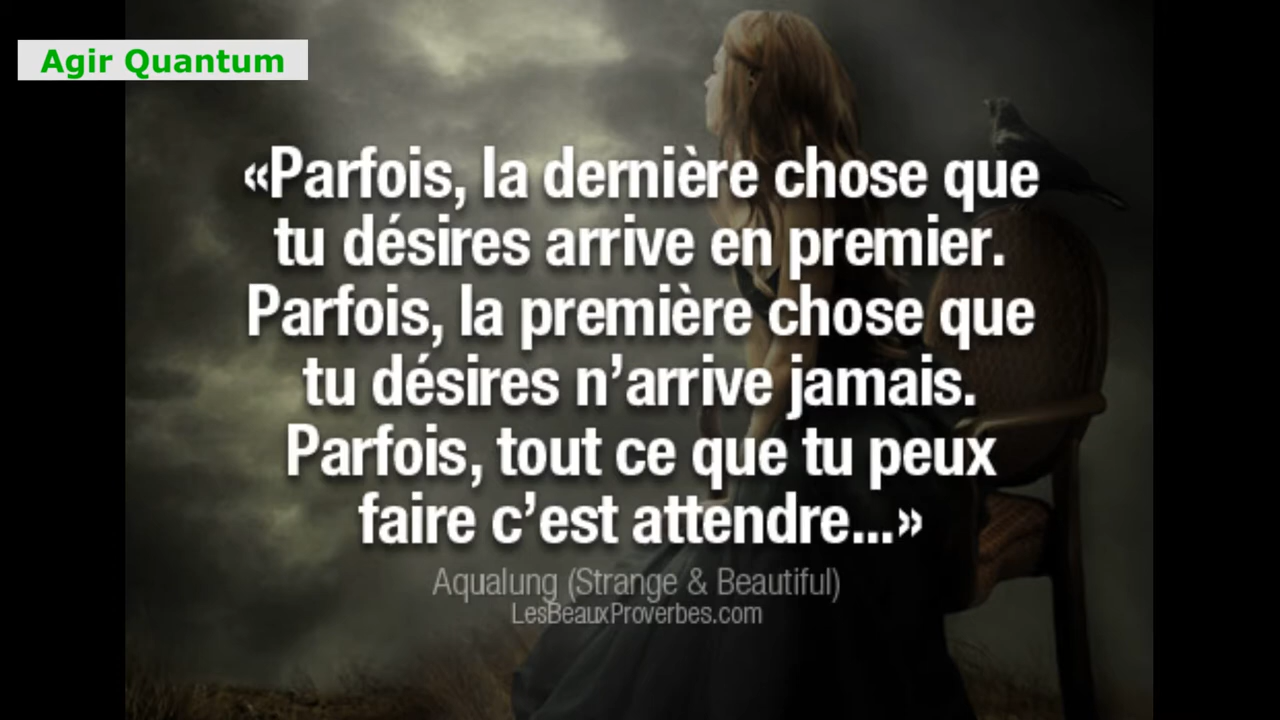 Agir Quantum
«Parfois, la dernière chose que
tu désires arrive en premier.
Parfois, la première chose que
tu désires n’arrive jamais.
Parfois, tout ce que tu peux
faire c’est attendre...»
Aqualung (Strange & Beautiful)
LesBeauxProverbes.com